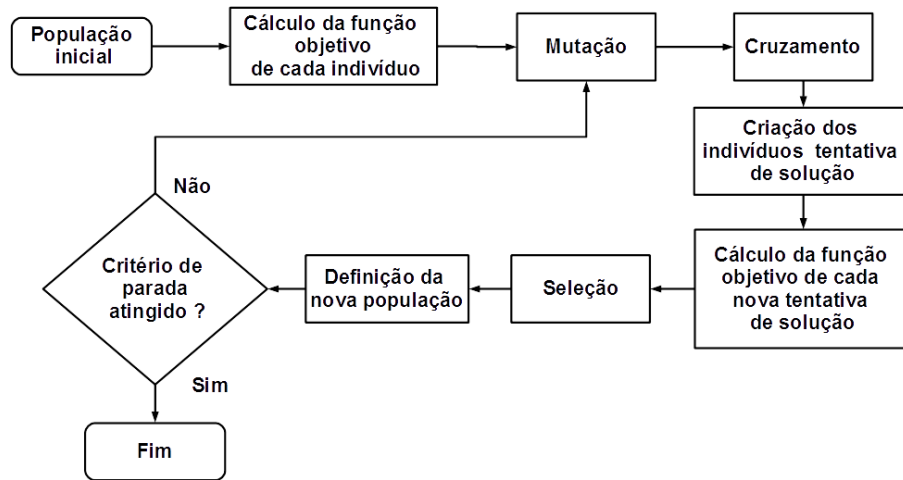 População
inicial
Cálculo da função
objetivo
de cada indivíduo
Mutação
Cruzamento
Criação dos
indivíduos tentativa
de solução
Cálculo da função
objetivo de cada
nova tentativa
de solução
Seleção
Definição da
nova população
Critério de
parada
atingido ?
Não
Sim
Fim